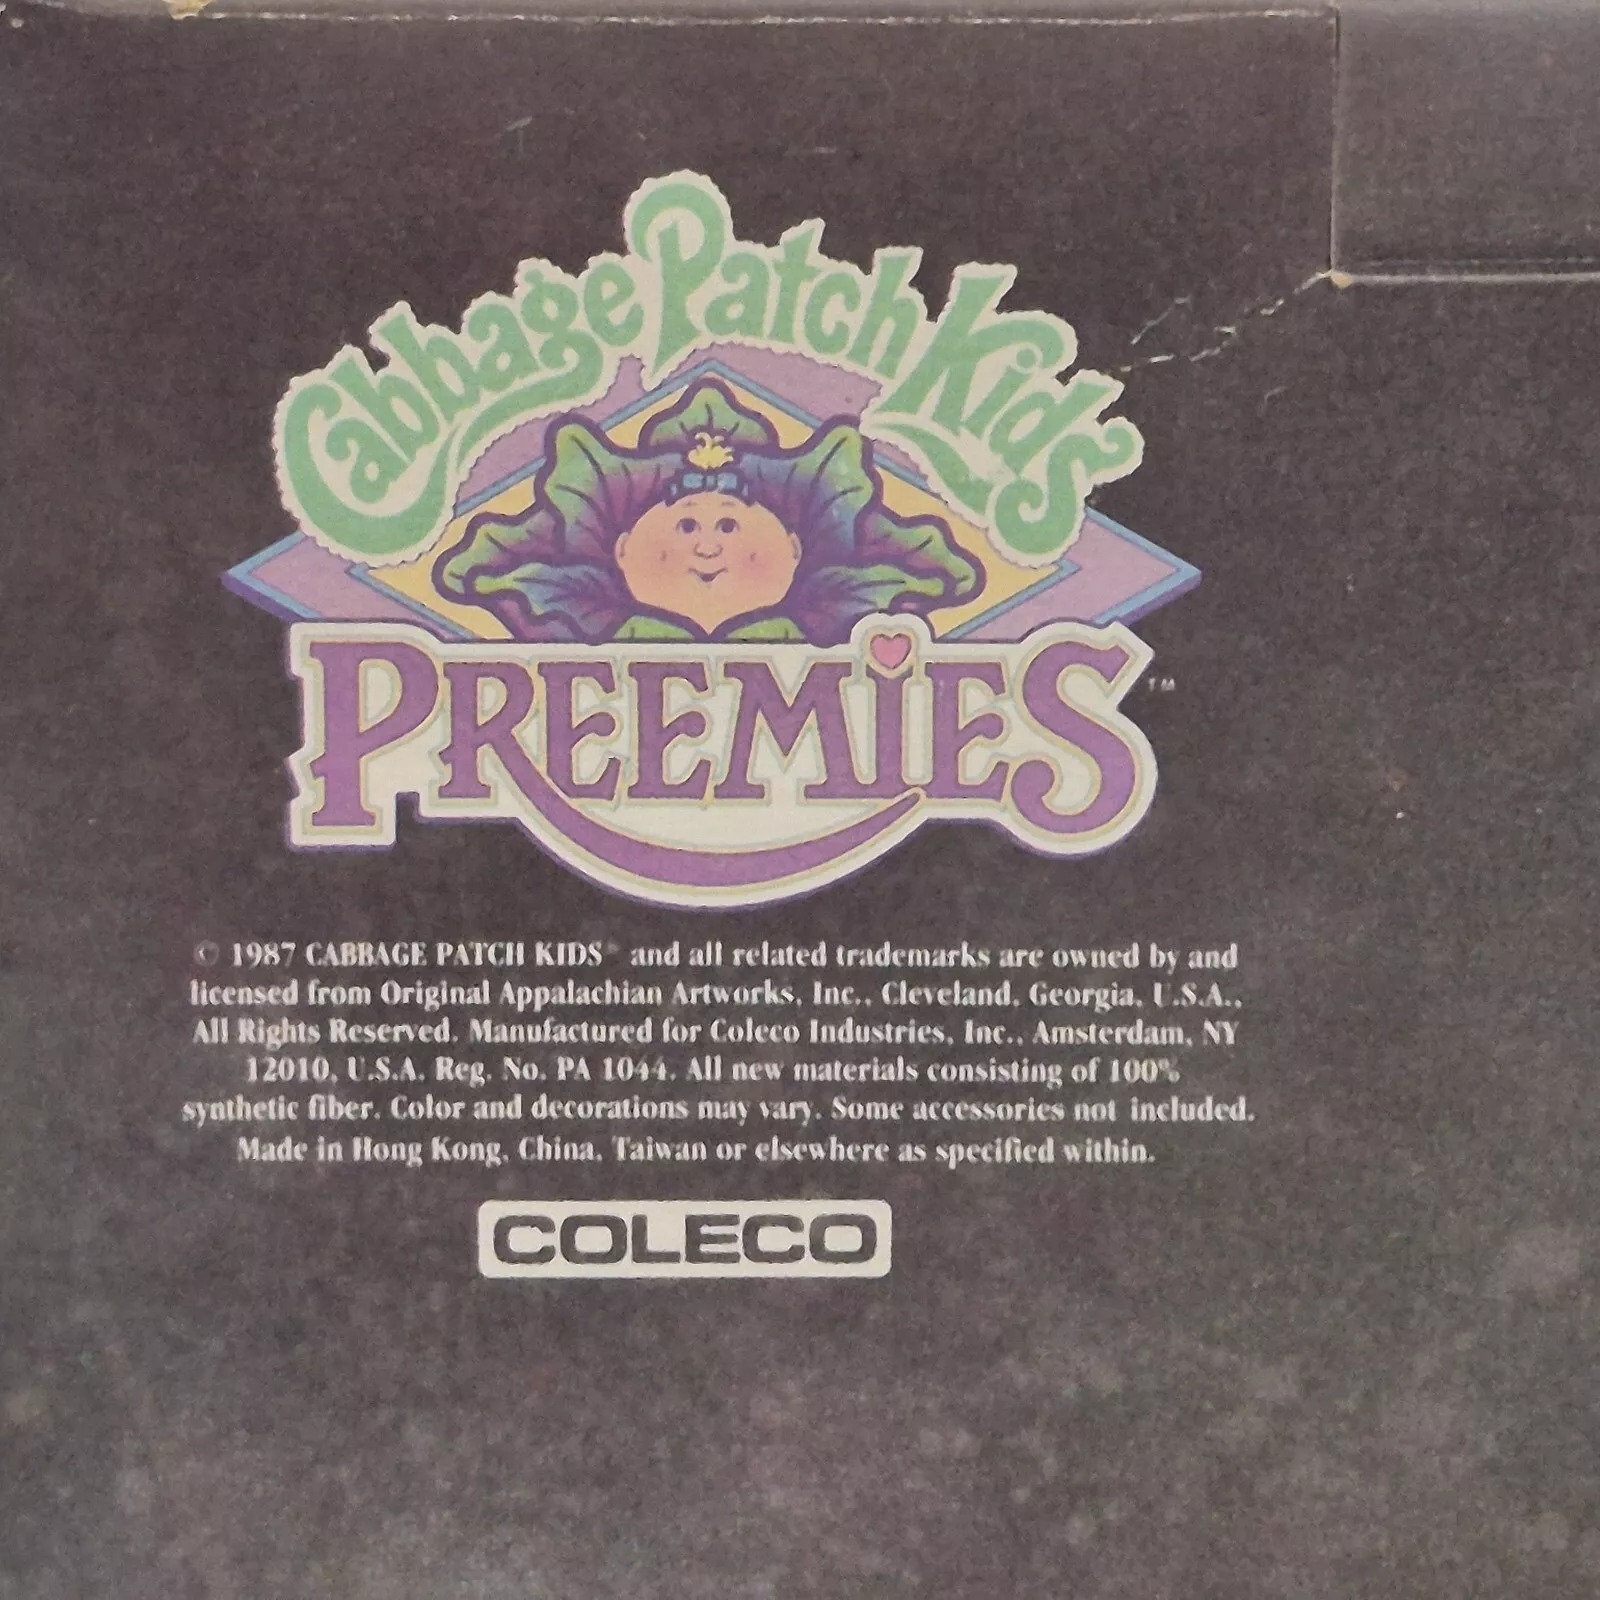 Cabbage Patch Kids
PREEMiES ™
© 1987 CABBAGE PATCH KIDS and all related trademarks are owned by and
licensed from Original Appalachian Artworks, Inc., Cleveland, Georgia, U.S.A.,
All Rights Reserved. Manufactured for Coleco Industries, Inc., Amsterdam, NY
12010, U.S.A. Reg. No. PA 1044. All new materials consisting of 100%
synthetic fiber. Color and decorations may vary. Some accessories not included.
Made in Hong Kong, China, Taiwan or elsewhere as specified within.
COLECO